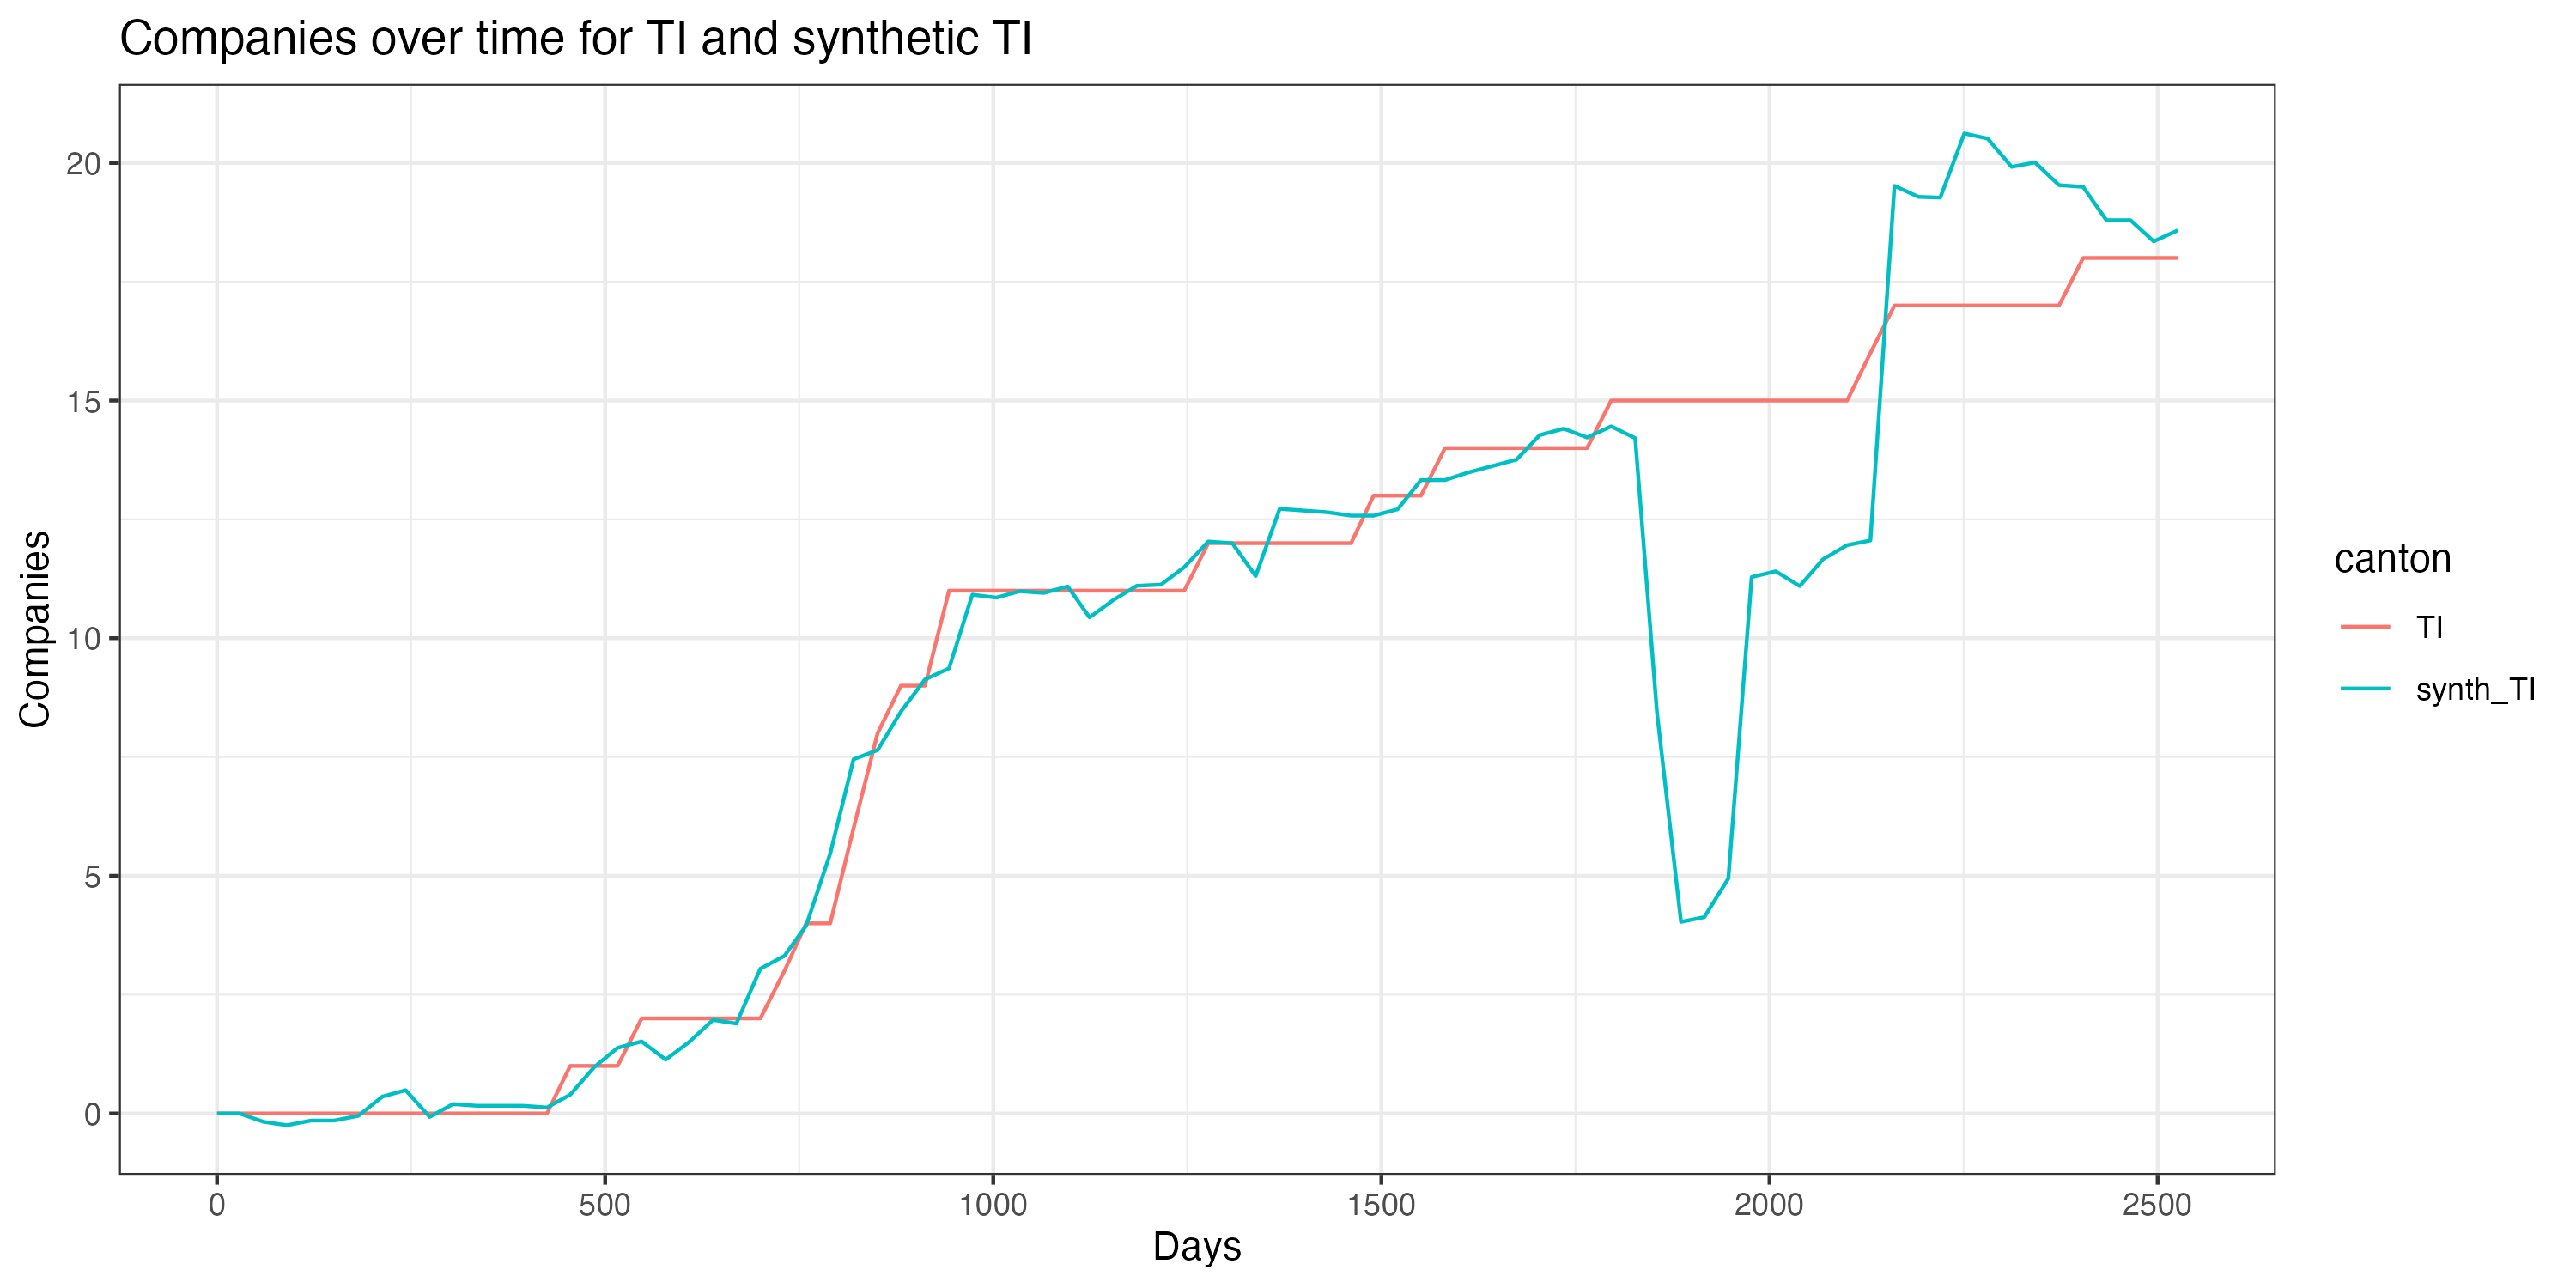 Companies over time for TI and synthetic TI
20
15
10
5
0
Companies
0 500 1000 1500 2000 2500
Days
canton
TI
synth_TI